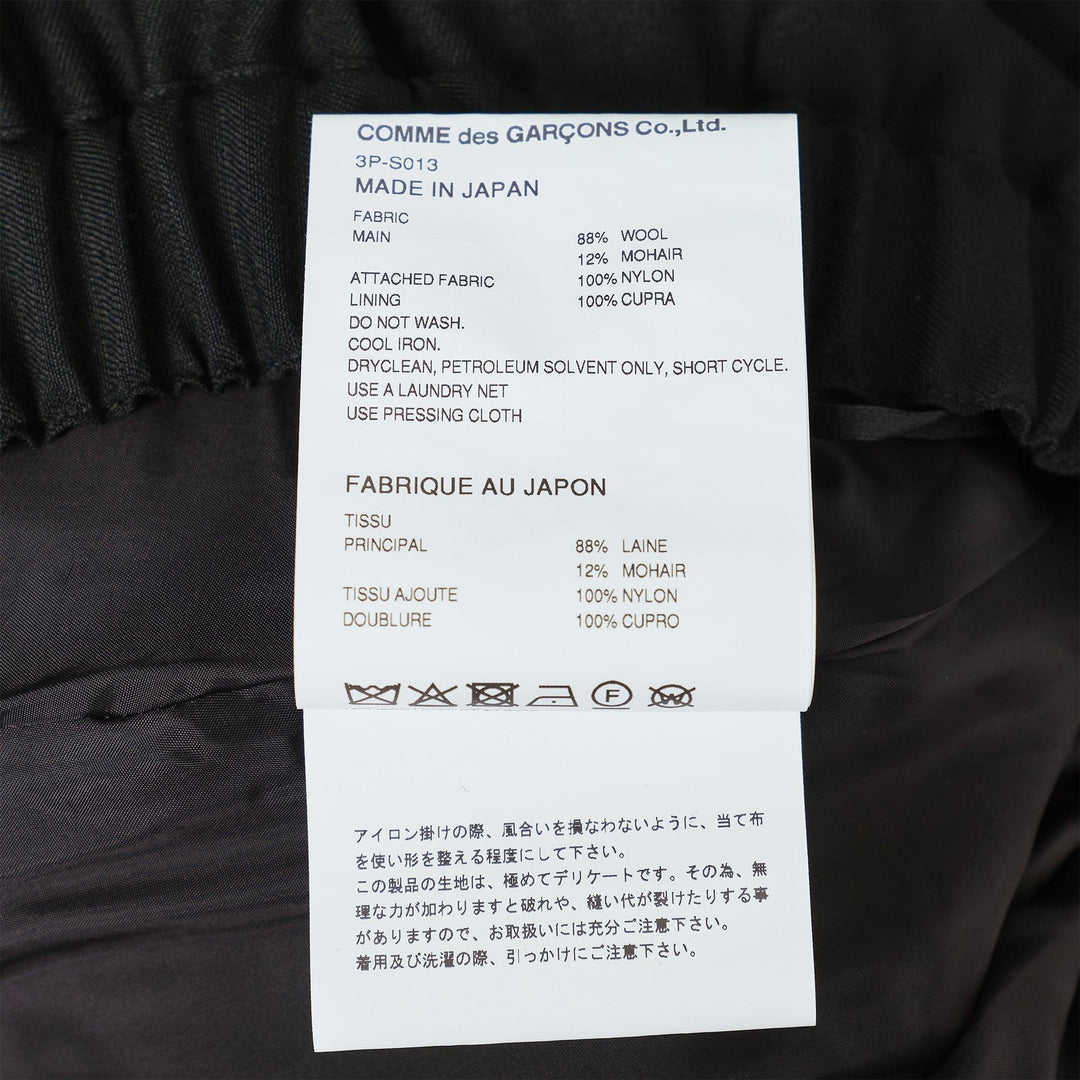 COMME des GARÇONS Co.,Ltd.
3P-S013
MADE IN JAPAN
FABRIC
MAIN 88% WOOL
12% MOHAIR
ATTACHED FABRIC 100% NYLON
LINING 100% CUPRA
DO NOT WASH.
COOL IRON.
DRYCLEAN, PETROLEUM SOLVENT ONLY, SHORT CYCLE.
USE A LAUNDRY NET
USE PRESSING CLOTH
FABRIQUE AU JAPON
TISSU
PRINCIPAL 88% LAINE
12% MOHAIR
TISSU AJOUTE 100% NYLON
DOUBLURE 100% CUPRO
F W
アイロン掛けの際、風合いを損なわないように、当て布
を使い形を整える程度にして下さい。
この製品の生地は、極めてデリケートです。その為、無
理な力が加わりますと破れや、縫い代が裂けたりする事
がありますので、お取扱いには充分ご注意下さい。
着用及び洗濯の際、引っかけにご注意下さい。